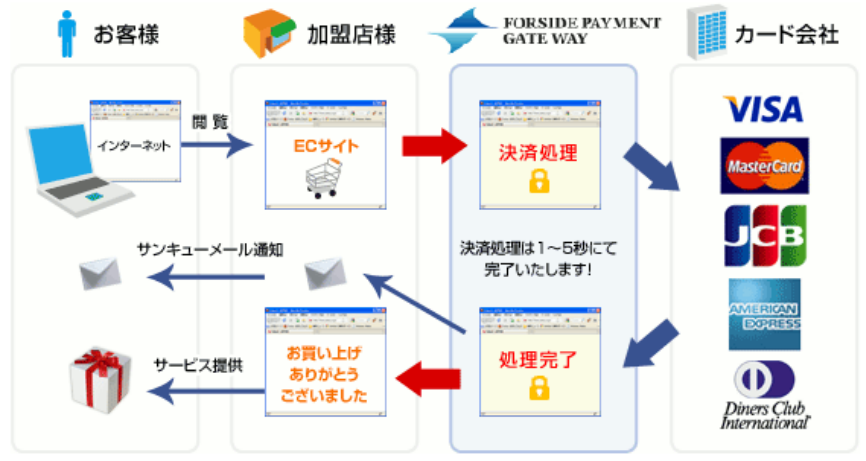 お客様
加盟店様
FORSIDE PAYMENT
GATE WAY
カード会社
インターネット
閲覧
ECサイト
決済処理
VISA
MasterCard
JCB
サンキューメール通知
決済処理は1〜5秒にて
完了いたします!
AMERICAN
EXPRESS
サービス提供
お買い上げ
ありがとう
ございました
処理完了
Diners Club
International